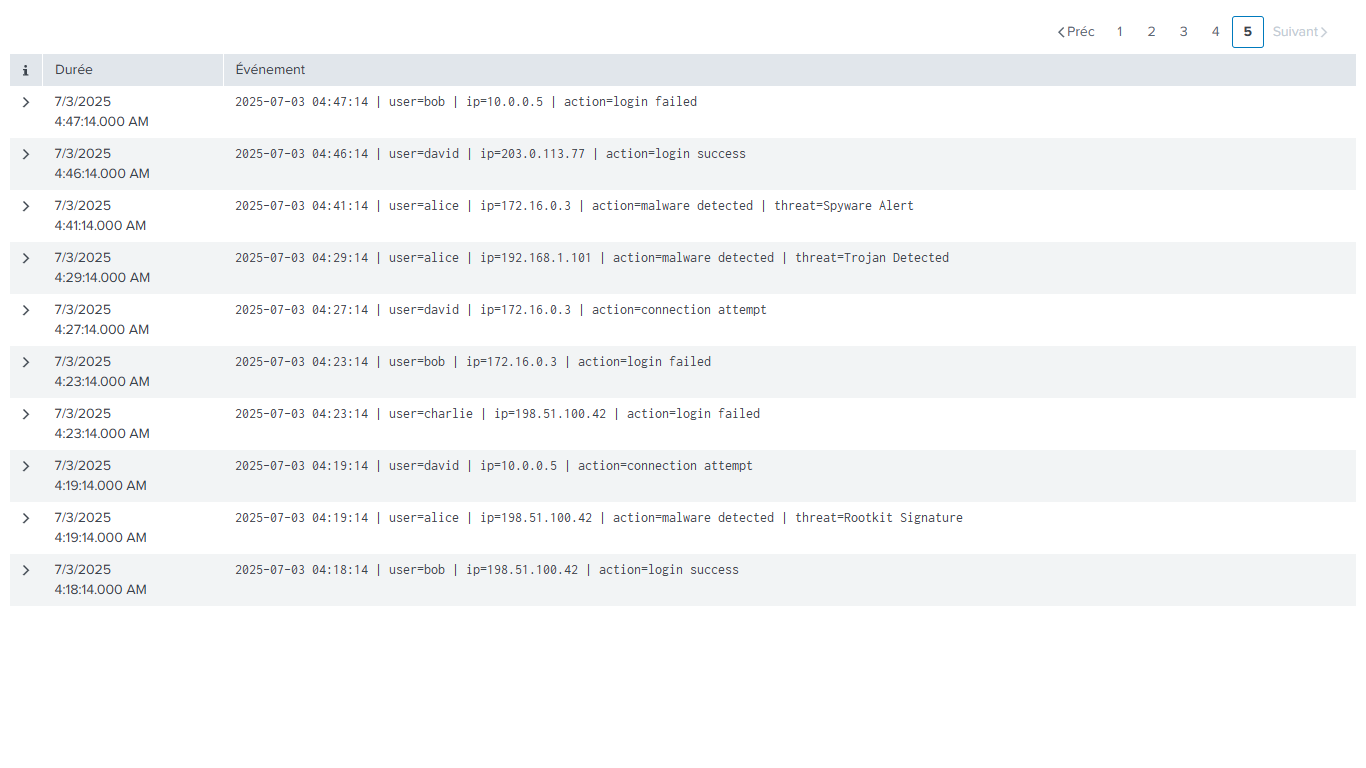 Préc 1 2 3 4 5 Suivant
i Durée Événement
7/3/2025 2025-07-03 04:47:14 | user=bob | ip=10.0.0.5 | action=login failed
4:47:14.000 AM
7/3/2025 2025-07-03 04:46:14 | user=david | ip=203.0.113.77 | action=login success
4:46:14.000 AM
7/3/2025 2025-07-03 04:41:14 | user=alice | ip=172.16.0.3 | action=malware detected | threat=Spyware Alert
4:41:14.000 AM
7/3/2025 2025-07-03 04:29:14 | user=alice | ip=192.168.1.101 | action=malware detected | threat=Trojan Detected
4:29:14.000 AM
7/3/2025 2025-07-03 04:27:14 | user=david | ip=172.16.0.3 | action=connection attempt
4:27:14.000 AM
7/3/2025 2025-07-03 04:23:14 | user=bob | ip=172.16.0.3 | action=login failed
4:23:14.000 AM
7/3/2025 2025-07-03 04:23:14 | user=charlie | ip=198.51.100.42 | action=login failed
4:23:14.000 AM
7/3/2025 2025-07-03 04:19:14 | user=david | ip=10.0.0.5 | action=connection attempt
4:19:14.000 AM
7/3/2025 2025-07-03 04:19:14 | user=alice | ip=198.51.100.42 | action=malware detected | threat=Rootkit Signature
4:19:14.000 AM
7/3/2025 2025-07-03 04:18:14 | user=bob | ip=198.51.100.42 | action=login success
4:18:14.000 AM